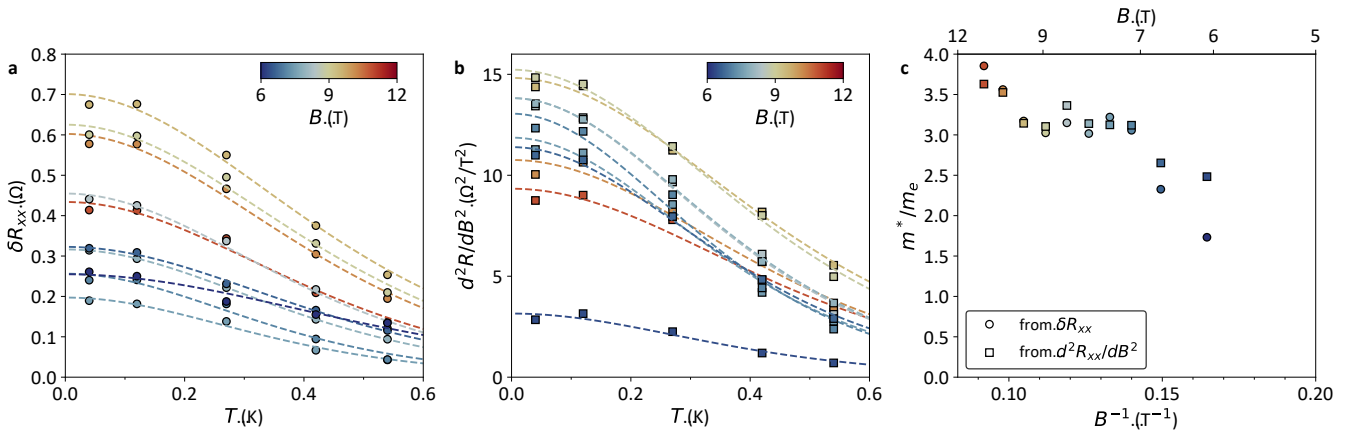 a
δR_xx.(Ω)
0.8
0.7
0.6
0.5
0.4
0.3
0.2
0.1
0.0
0.0 0.2 0.4 0.6
T.(.K)
6 9 12
B.(.T)
b
d²R/dB².(Ω²/T²)
15
10
5
0
0.0 0.2 0.4 0.6
T.(.K)
6 9 12
B.(.T)
c
B.(.T)
12 9 7 6 5
m*/m_e
4.0
3.5
3.0
2.5
2.0
1.5
1.0
0.5
0.0
from.δR_xx
from.d²R_xx/dB²
0.10 0.15 0.20
B⁻¹.(.T⁻¹)